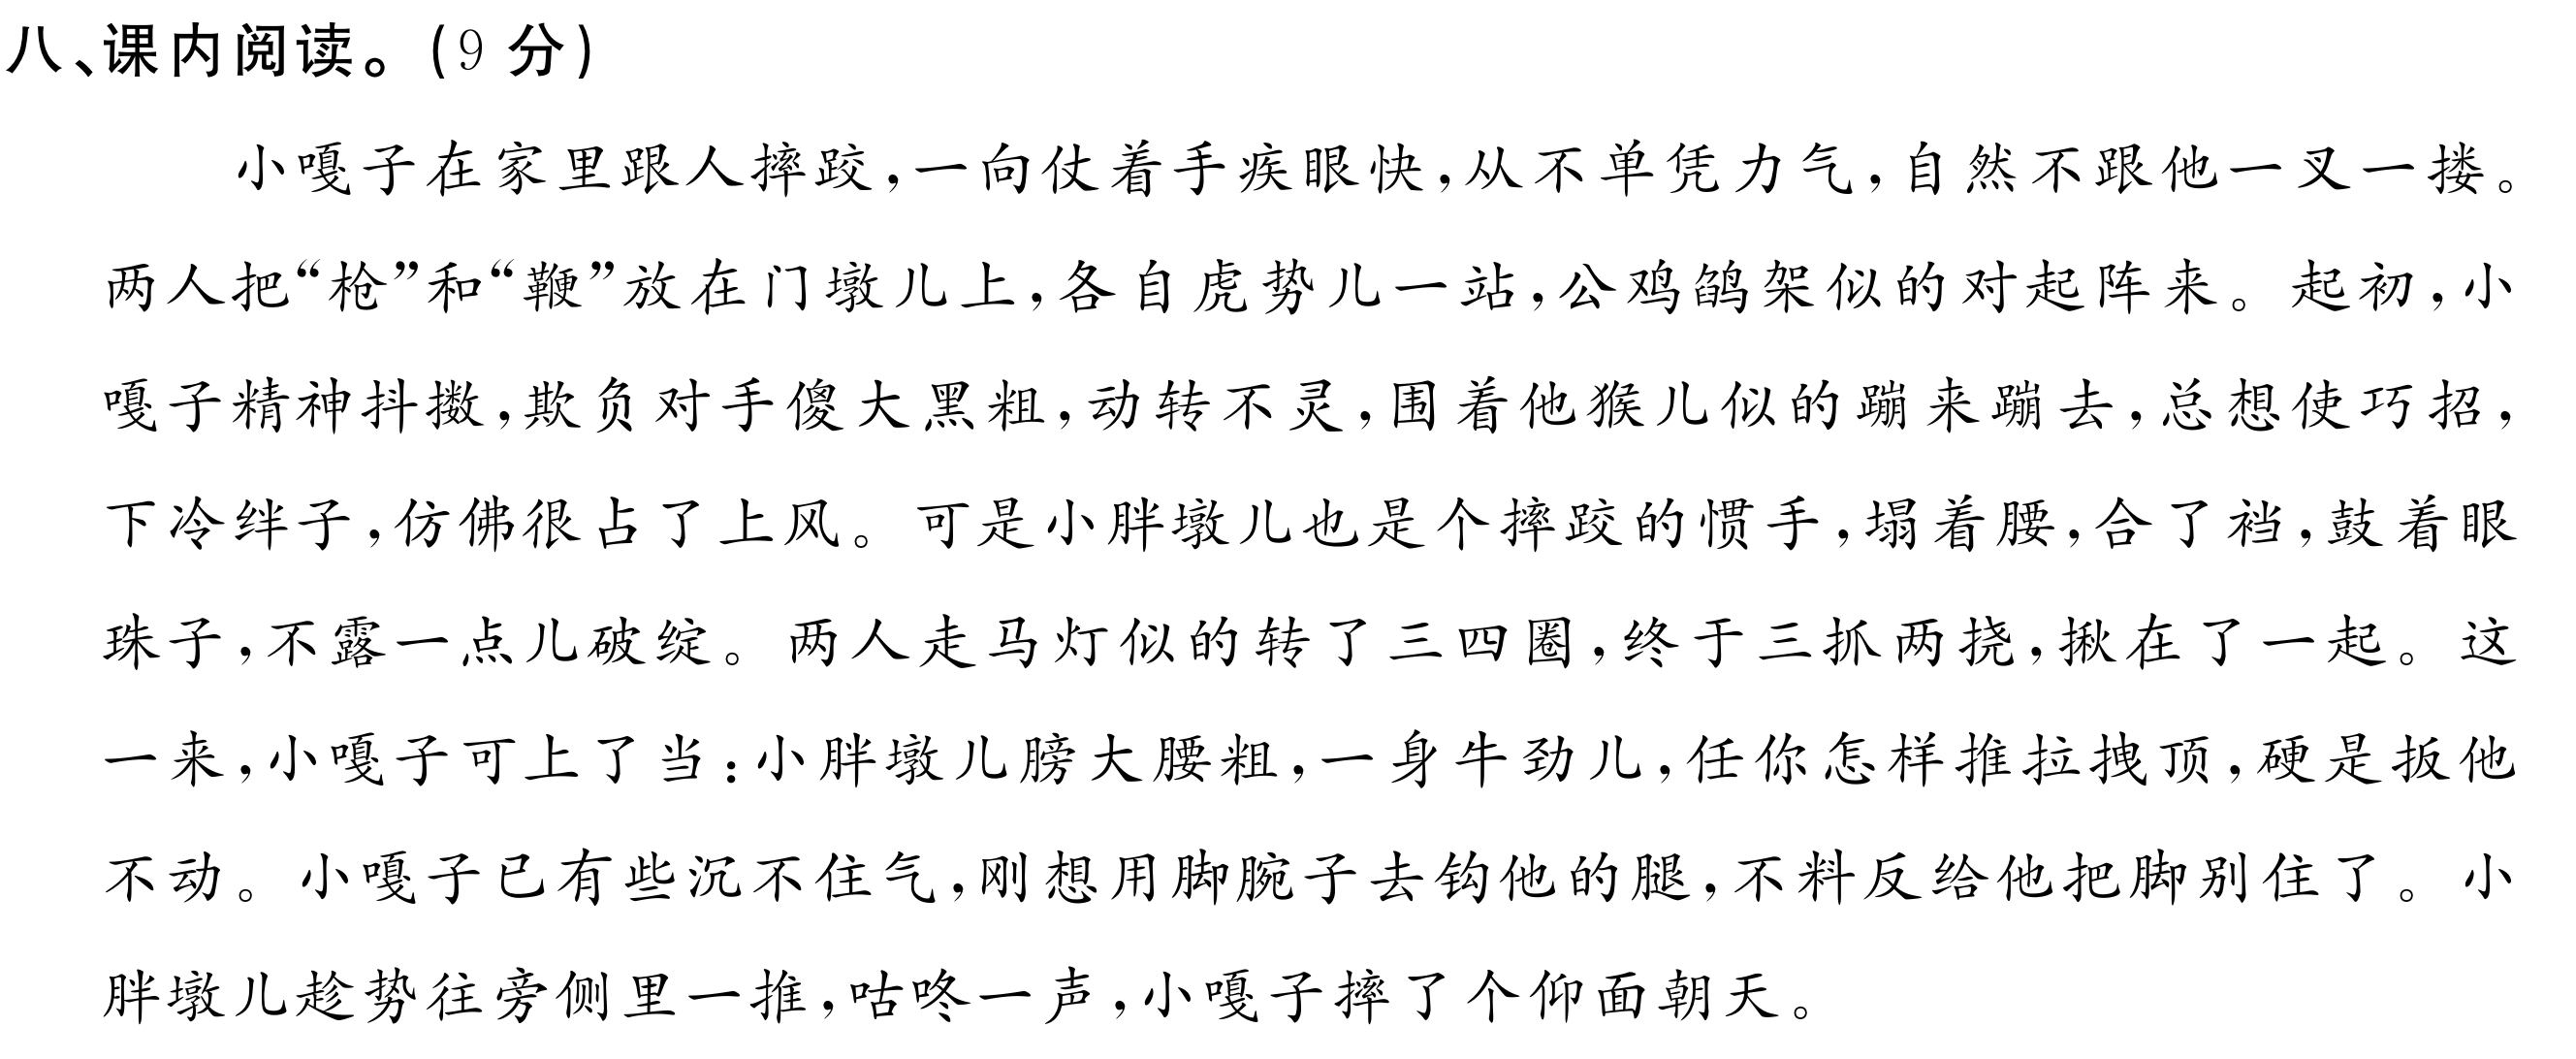 八、课内阅读。(9 分)
小嘎子在家里跟人摔跤,一向仗着手疾眼快,从不单凭力气,自然不跟他一叉一搂。
两人把“枪”和“鞭”放在门墩儿上,各自虎势儿一站,公鸡鹐架似的对起阵来。起初,小
嘎子精神抖擞,欺负对手傻大黑粗,动转不灵,围着他猴儿似的蹦来蹦去,总想使巧招,
下冷绊子,仿佛很占了上风。可是小胖墩儿也是个摔跤的惯手,塌着腰,合了裆,鼓着眼
珠子,不露一点儿破绽。两人走马灯似的转了三四圈,终于三抓两挠,揪在了一起。这
一来,小嘎子可上了当:小胖墩儿膀大腰粗,一身牛劲儿,任你怎样推拉拽顶,硬是扳他
不动。小嘎子已有些沉不住气,刚想用脚腕子去钩他的腿,不料反给他把脚别住了。小
胖墩儿趁势往旁侧里一推,咕咚一声,小嘎子摔了个仰面朝天。